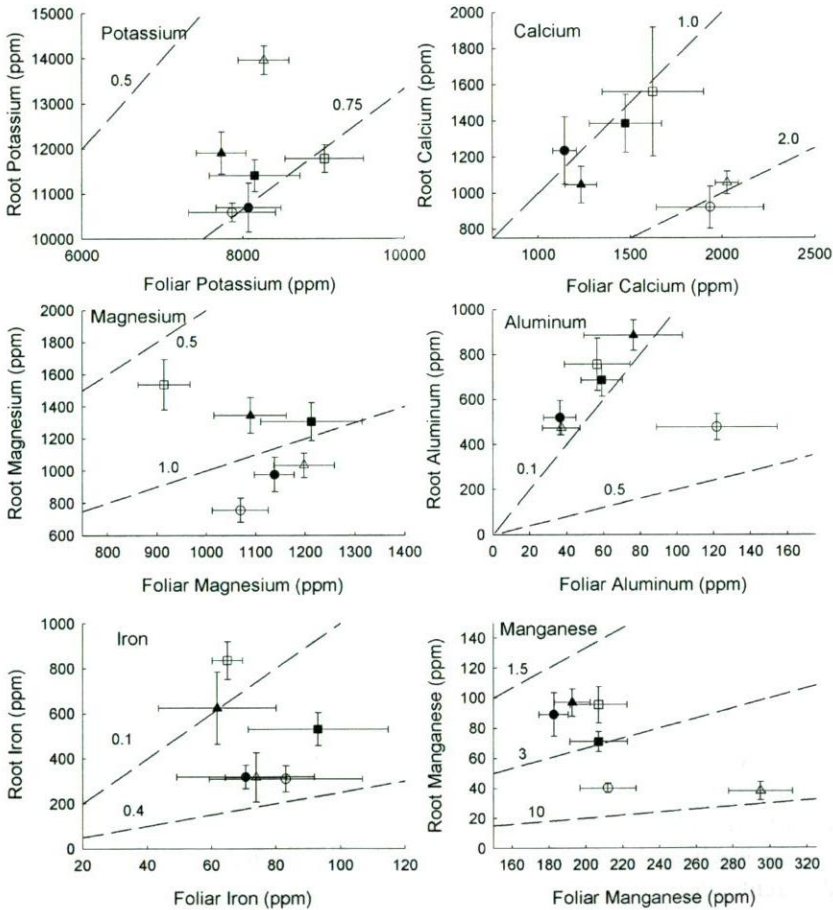 Potassium
0.5
0.75
Root Potassium (ppm)
15000
14000
13000
12000
11000
10000
6000 8000 10000
Foliar Potassium (ppm)
Calcium
1.0
2.0
Root Calcium (ppm)
2000
1800
1600
1400
1200
1000
800
1000 1500 2000 2500
Foliar Calcium (ppm)
Magnesium
0.5
1.0
Root Magnesium (ppm)
2000
1800
1600
1400
1200
1000
800
600
800 900 1000 1100 1200 1300 1400
Foliar Magnesium (ppm)
Aluminum
0.1
0.5
Root Aluminum (ppm)
1000
800
600
400
200
0
0 40 80 120 160
Foliar Aluminum (ppm)
Iron
0.1
0.4
Root Iron (ppm)
1000
800
600
400
200
0
20 40 60 80 100 120
Foliar Iron (ppm)
Manganese
1.5
3
10
Root Manganese (ppm)
140
120
100
80
60
40
20
0
160 180 200 220 240 260 280 300 320
Foliar Manganese (ppm)